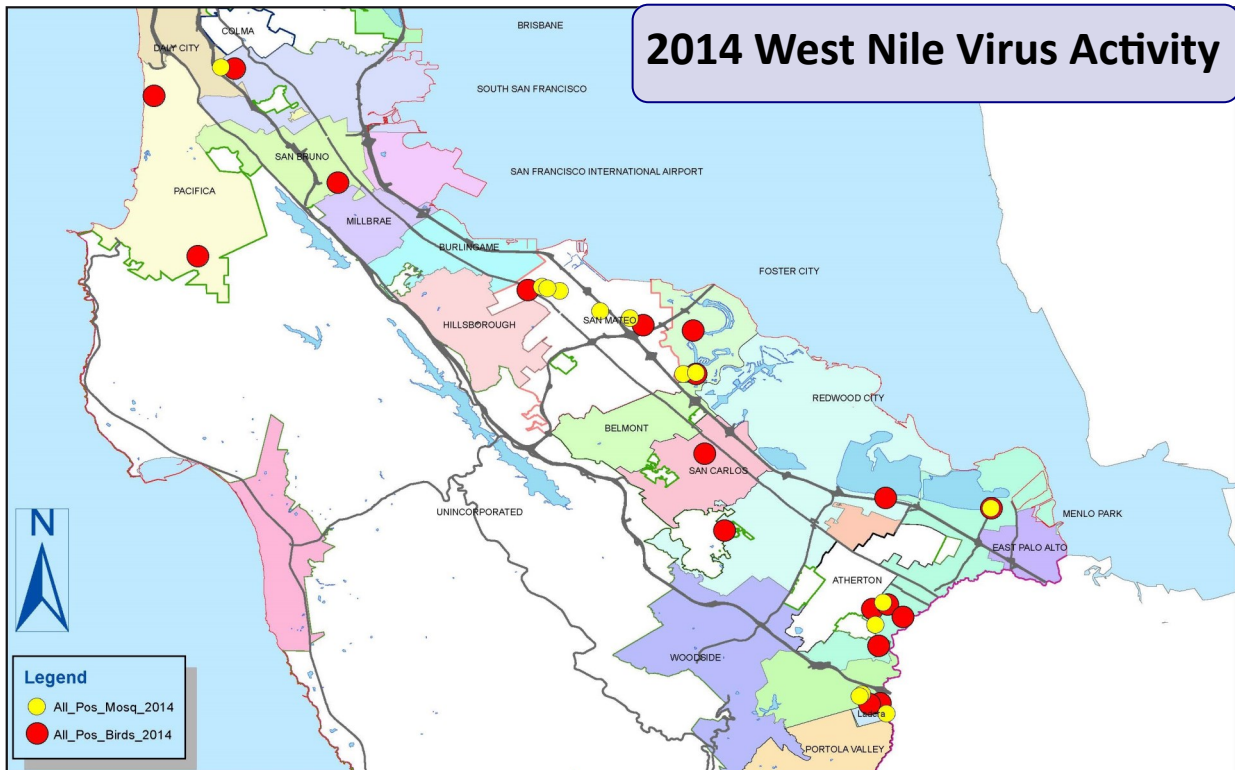 2014 West Nile Virus Activity
COLMA
BRISBANE
DALY CITY
SOUTH SAN FRANCISCO
SAN BRUNO
SAN FRANCISCO INTERNATIONAL AIRPORT
PACIFICA
MILLBRAE
BURLINGAME
FOSTER CITY
HILLSBOROUGH
SAN MATEO
REDWOOD CITY
BELMONT
SAN CARLOS
UNINCORPORATED
MENLO PARK
EAST PALO ALTO
ATHERTON
WOODSIDE
Ladera
PORTOLA VALLEY
N
Legend
All_Pos_Mosq_2014
All_Pos_Birds_2014